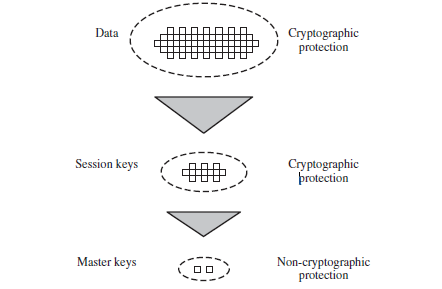 Data
Cryptographic
protection
Session keys
Cryptographic
protection
Master keys
Non-cryptographic
protection